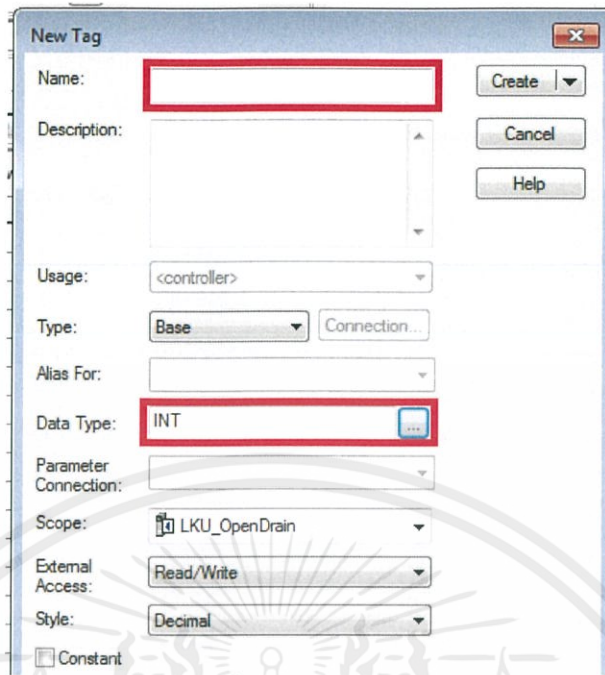 New Tag
Name:
Create
Description:
Cancel
Help
Usage: <controller>
Type: Base Connection...
Alias For:
Data Type: INT ...
Parameter
Connection:
Scope: LKU_OpenDrain
External
Access: Read/Write
Style: Decimal
Constant